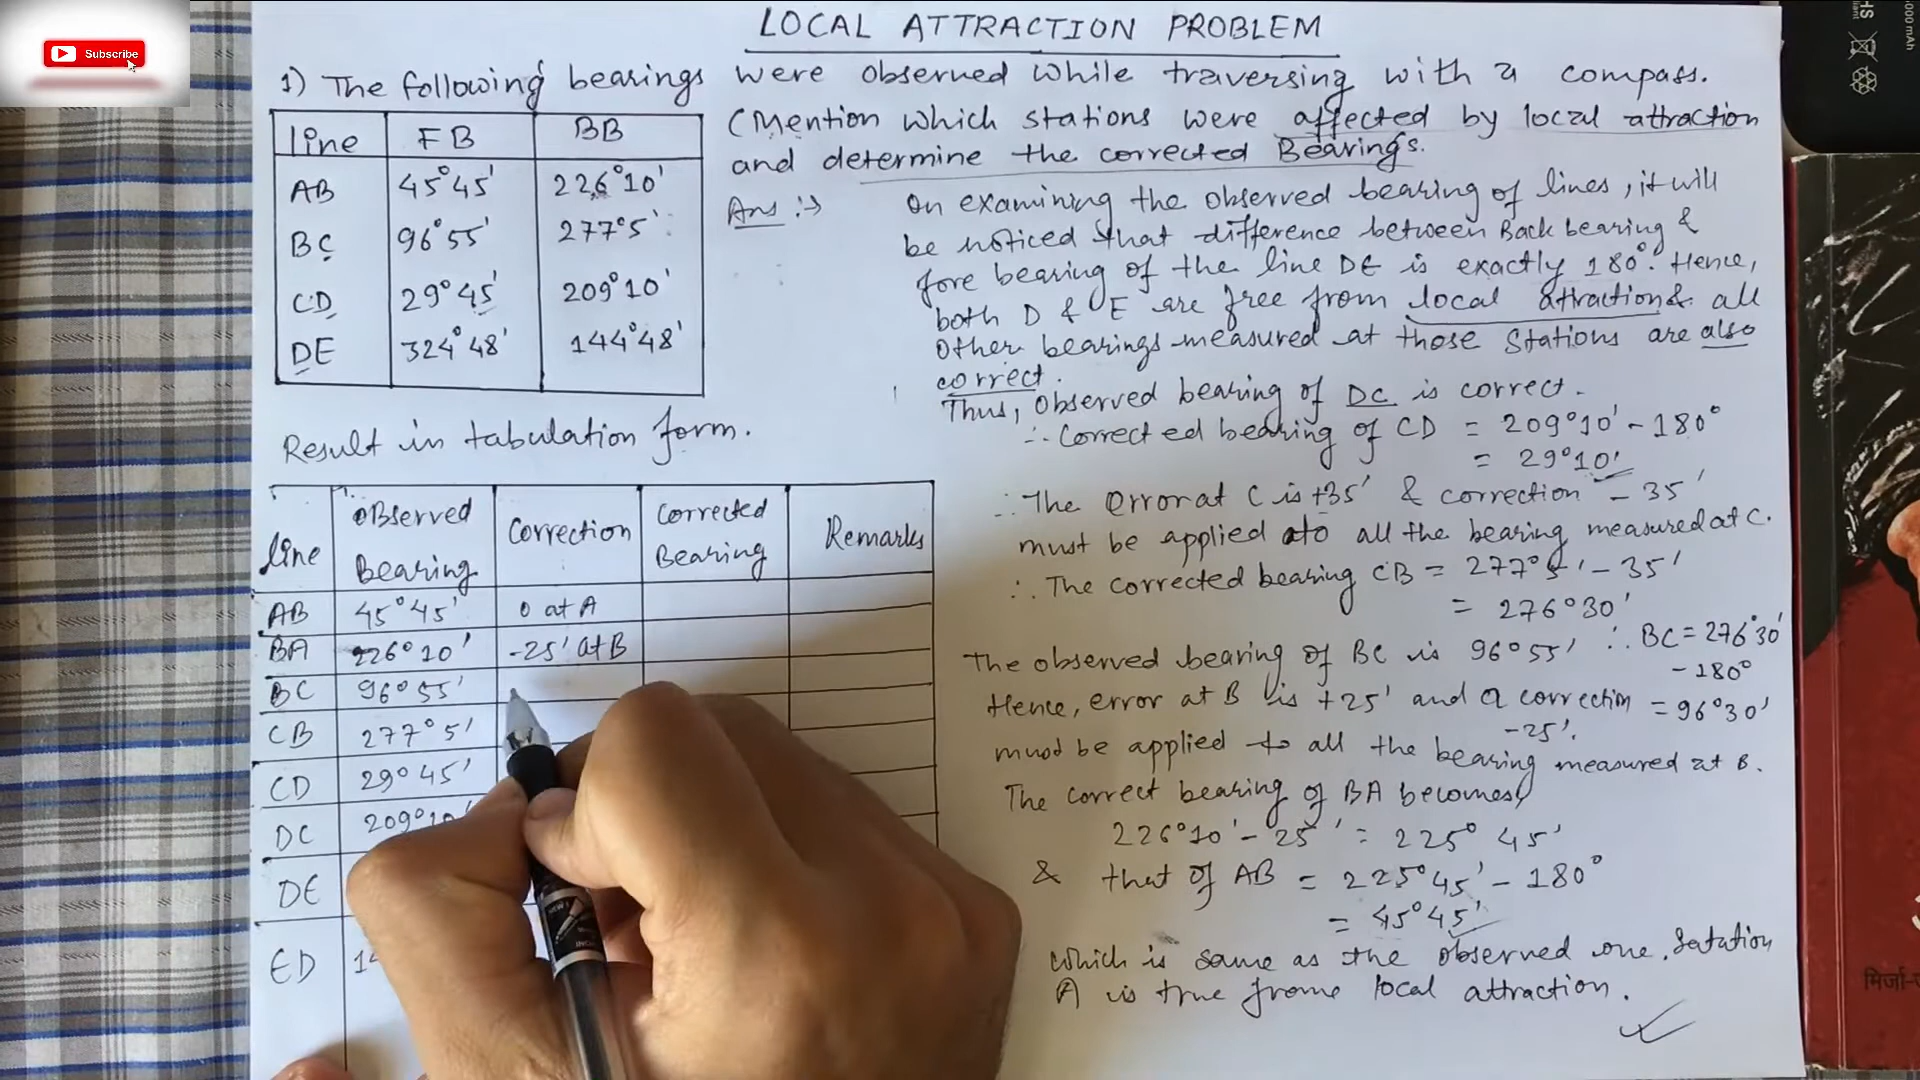 Subscribe
LOCAL ATTRACTION PROBLEM
1) The following bearings were observed while traversing with a compass.
(Mention which stations were affected by local attraction
and determine the corrected Bearings.
line FB BB
AB 45°45' 226°10'
BC 96°55' 277°5'
CD 29°45' 209°10'
DE 324°48' 144°48'
Ans :->
On examining the observed bearing of lines, it will
be noticed that difference between Back bearing &
fore bearing of the line DE is exactly 180°. Hence,
both D & E are free from local attraction & all
other bearings measured at those stations are also
correct.
Thus, observed bearing of DC is correct.
∴ Corrected bearing of CD = 209°10' - 180°
= 29°10'
∴ The error at C is +35' & correction - 35'
must be applied to all the bearing measured at C.
∴ The corrected bearing CB = 277°5' - 35'
= 276°30'
The observed bearing of BC is 96°55' ∴ BC = 276°30'
- 180°
Hence, error at B is +25' and a correction = 96°30'
-25'.
must be applied to all the bearing measured at B.
The correct bearing of BA becomes,
226°10' - 25' = 225° 45'
& that of AB = 225°45' - 180°
= 45°45'
which is same as the observed one. Satation
A is true frome local attraction.
Result in tabulation form.
line Observed Bearing Correction Corrected Bearing Remarks
AB 45°45' 0 at A
BA 226°10' -25' at B
BC 96°55'
CB 277°5'
CD 29°45'
DC 209°10'
DE
ED 14
HS
000 mAh